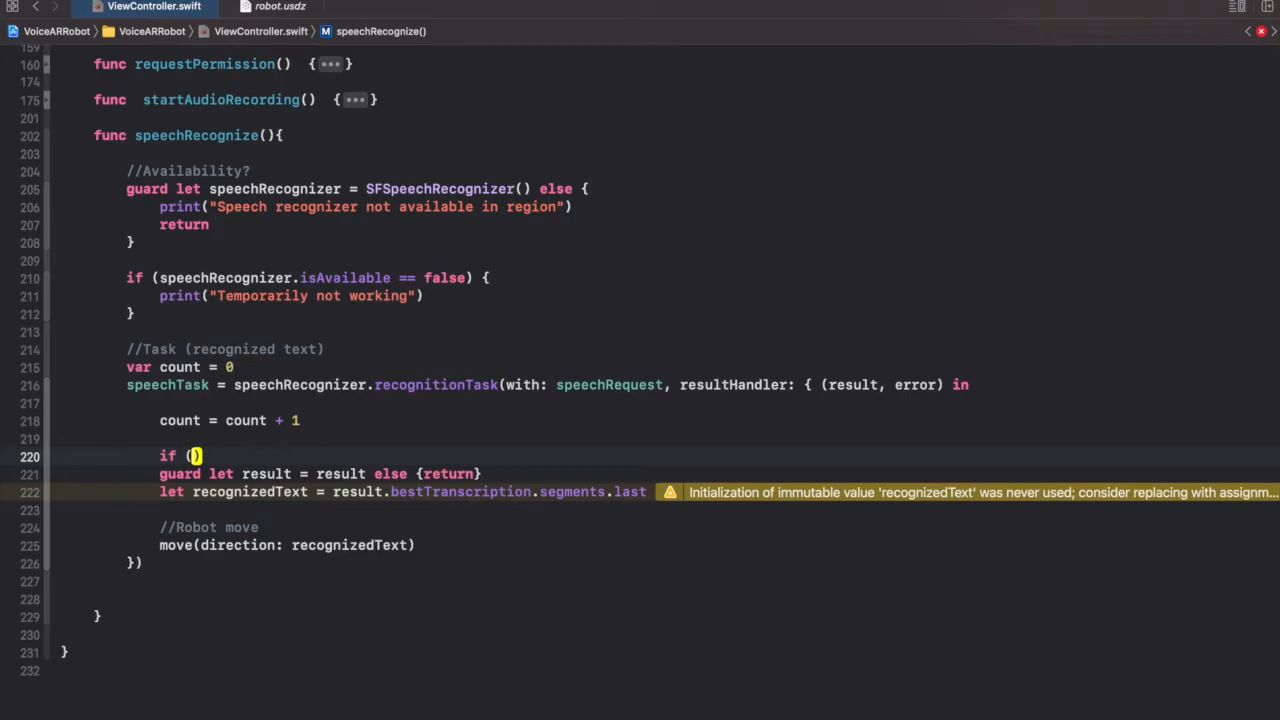 ViewController.swift robot.usdz
VoiceARRobot VoiceARRobot ViewController.swift M speechRecognize()
159
160 func requestPermission() {•••}
174
175 func startAudioRecording() {•••}
201
202 func speechRecognize(){
203
204 //Availability?
205 guard let speechRecognizer = SFSpeechRecognizer() else {
206 print("Speech recognizer not available in region")
207 return
208 }
209
210 if (speechRecognizer.isAvailable == false) {
211 print("Temporarily not working")
212 }
213
214 //Task (recognized text)
215 var count = 0
216 speechTask = speechRecognizer.recognitionTask(with: speechRequest, resultHandler: { (result, error) in
217
218 count = count + 1
219
220 if ()
221 guard let result = result else {return}
222 let recognizedText = result.bestTranscription.segments.last Initialization of immutable value 'recognizedText' was never used; consider replacing with assignm...
223
224 //Robot move
225 move(direction: recognizedText)
226 })
227
228
229 }
230
231 }
232